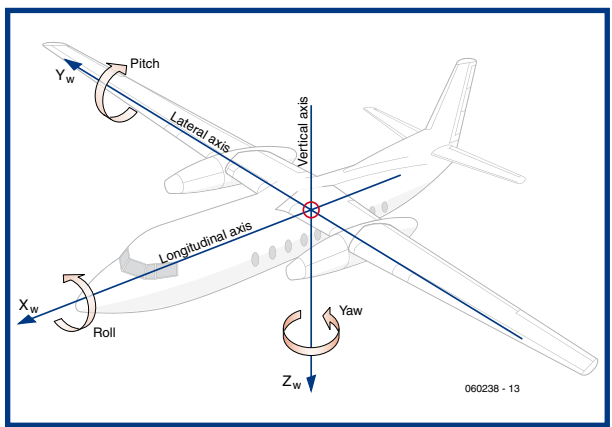 Pitch
Yw
Lateral axis
Vertical axis
Longitudinal axis
Xw
Roll
Yaw
Zw
060238 - 13